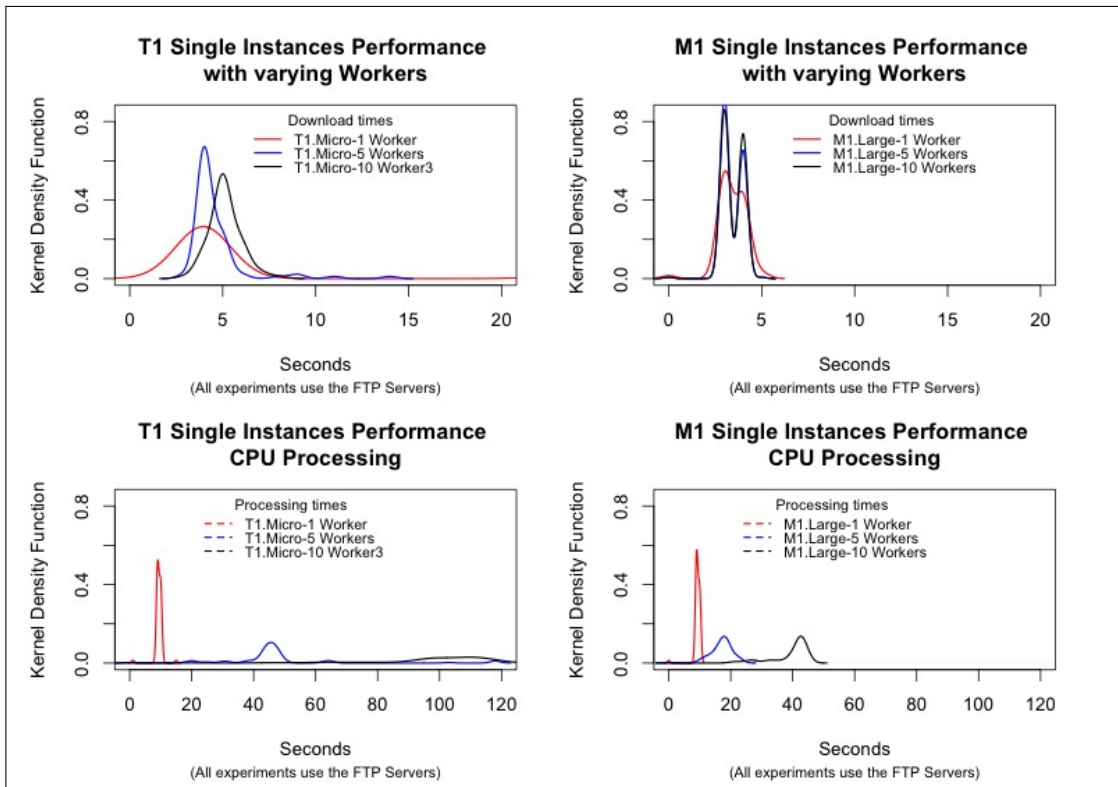 T1 Single Instances Performance
with varying Workers
Kernel Density Function
0.0
0.4
0.8
Download times
T1.Micro-1 Worker
T1.Micro-5 Workers
T1.Micro-10 Worker3
0 5 10 15 20
Seconds
(All experiments use the FTP Servers)
M1 Single Instances Performance
with varying Workers
Kernel Density Function
0.0
0.4
0.8
Download times
M1.Large-1 Worker
M1.Large-5 Workers
M1.Large-10 Workers
0 5 10 15 20
Seconds
(All experiments use the FTP Servers)
T1 Single Instances Performance
CPU Processing
Kernel Density Function
0.0
0.4
0.8
Processing times
T1.Micro-1 Worker
T1.Micro-5 Workers
T1.Micro-10 Worker3
0 20 40 60 80 100 120
Seconds
(All experiments use the FTP Servers)
M1 Single Instances Performance
CPU Processing
Kernel Density Function
0.0
0.4
0.8
Processing times
M1.Large-1 Worker
M1.Large-5 Workers
M1.Large-10 Workers
0 20 40 60 80 100 120
Seconds
(All experiments use the FTP Servers)